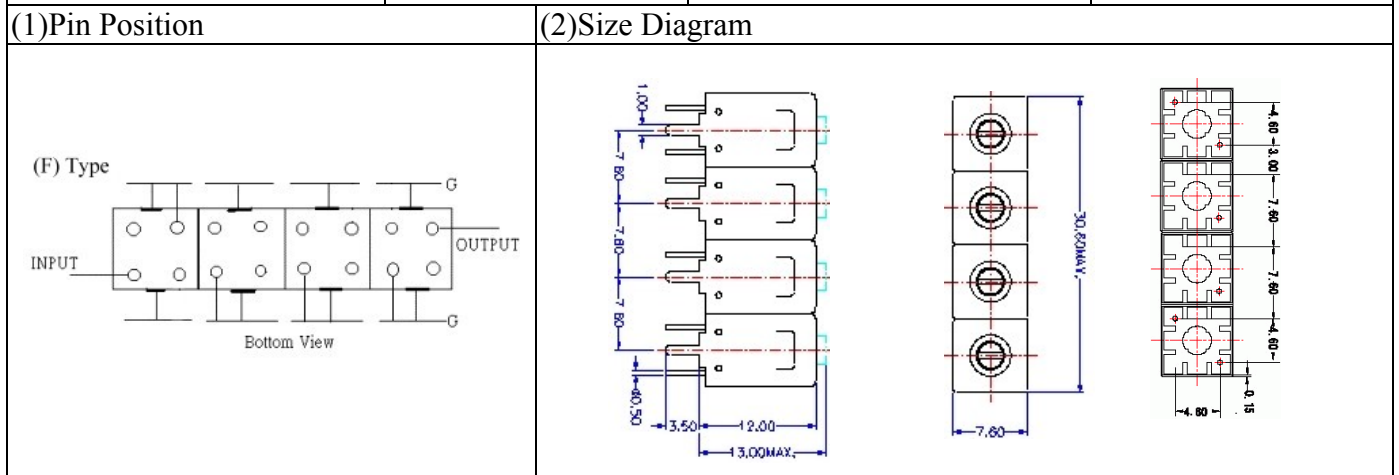 (1)Pin Position
(2)Size Diagram
(F) Type
G
INPUT
OUTPUT
G
Bottom View
1.00
7.80
7.80
7.80
Φ0.50
3.50
12.00
13.00MAX.
30.60MAX.
7.60
4.60
3.00
7.60
7.60
4.60
4.60
0.15